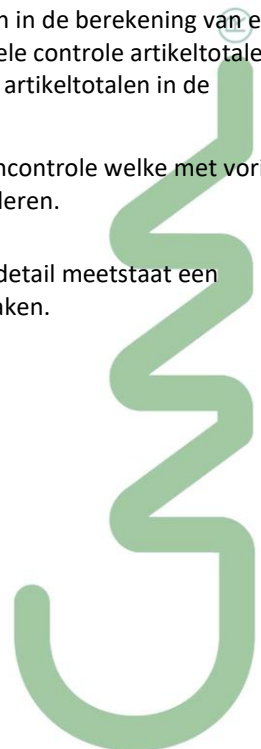 n in de berekening van e
ele controle artikeltotale
artikeltotalen in de
ncontrole welke met vori
leren.
detail meetstaat een
aken.